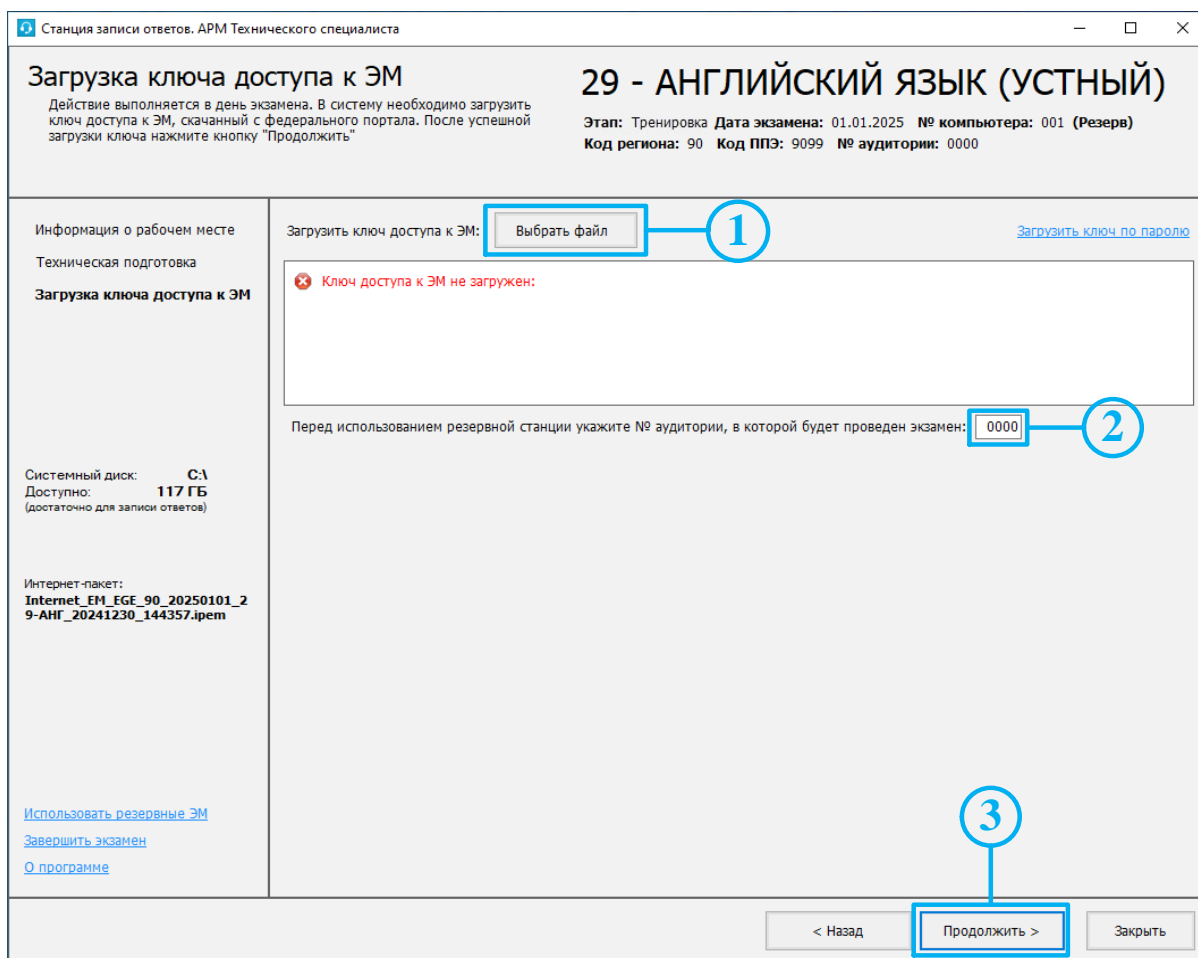 Станция записи ответов. АРМ Технического специалиста
Загрузка ключа доступа к ЭМ
Действие выполняется в день экзамена. В систему необходимо загрузить
ключ доступа к ЭМ, скачанный с федерального портала. После успешной
загрузки ключа нажмите кнопку "Продолжить"
29 - АНГЛИЙСКИЙ ЯЗЫК (УСТНЫЙ)
Этап: Тренировка Дата экзамена: 01.01.2025 № компьютера: 001 (Резерв)
Код региона: 90 Код ППЭ: 9099 № аудитории: 0000
Информация о рабочем месте
Техническая подготовка
Загрузка ключа доступа к ЭМ
Системный диск: C:\
Доступно: 117 ГБ
(достаточно для записи ответов)
Интернет-пакет:
Internet_EM_EGE_90_20250101_2
9-АНГ_20241230_144357.ipem
Использовать резервные ЭМ
Завершить экзамен
О программе
Загрузить ключ доступа к ЭМ: Выбрать файл 1 Загрузить ключ по паролю
Ключ доступа к ЭМ не загружен:
Перед использованием резервной станции укажите № аудитории, в которой будет проведен экзамен: 0000 2
3
< Назад Продолжить > Закрыть